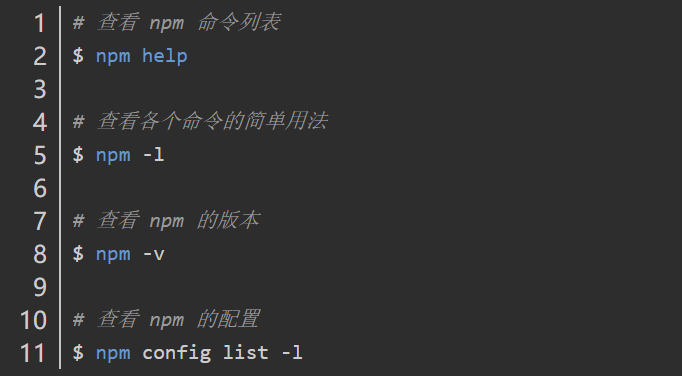 1 # 查看 npm 命令列表
2 $ npm help
3
4 # 查看各个命令的简单用法
5 $ npm -l
6
7 # 查看 npm 的版本
8 $ npm -v
9
10 # 查看 npm 的配置
11 $ npm config list -l